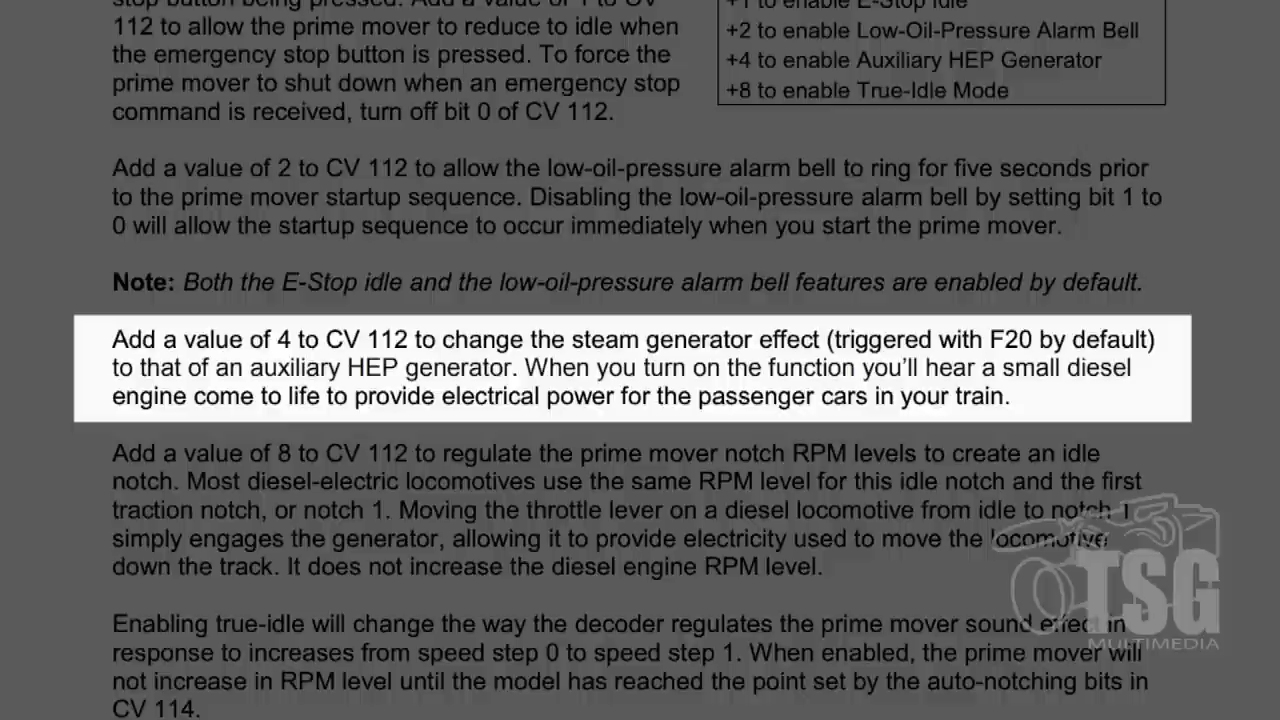 stop button being pressed. Add a value of 1 to CV
112 to allow the prime mover to reduce to idle when
the emergency stop button is pressed. To force the
prime mover to shut down when an emergency stop
command is received, turn off bit 0 of CV 112.
+1 to enable E-Stop Idle
+2 to enable Low-Oil-Pressure Alarm Bell
+4 to enable Auxiliary HEP Generator
+8 to enable True-Idle Mode
Add a value of 2 to CV 112 to allow the low-oil-pressure alarm bell to ring for five seconds prior
to the prime mover startup sequence. Disabling the low-oil-pressure alarm bell by setting bit 1 to
0 will allow the startup sequence to occur immediately when you start the prime mover.
Note: Both the E-Stop idle and the low-oil-pressure alarm bell features are enabled by default.
Add a value of 4 to CV 112 to change the steam generator effect (triggered with F20 by default)
to that of an auxiliary HEP generator. When you turn on the function you’ll hear a small diesel
engine come to life to provide electrical power for the passenger cars in your train.
Add a value of 8 to CV 112 to regulate the prime mover notch RPM levels to create an idle
notch. Most diesel-electric locomotives use the same RPM level for this idle notch and the first
traction notch, or notch 1. Moving the throttle lever on a diesel locomotive from idle to notch 1
simply engages the generator, allowing it to provide electricity used to move the locomotive
down the track. It does not increase the diesel engine RPM level.
Enabling true-idle will change the way the decoder regulates the prime mover sound effect in
response to increases from speed step 0 to speed step 1. When enabled, the prime mover will
not increase in RPM level until the model has reached the point set by the auto-notching bits in
CV 114.
TSG
MULTIMEDIA